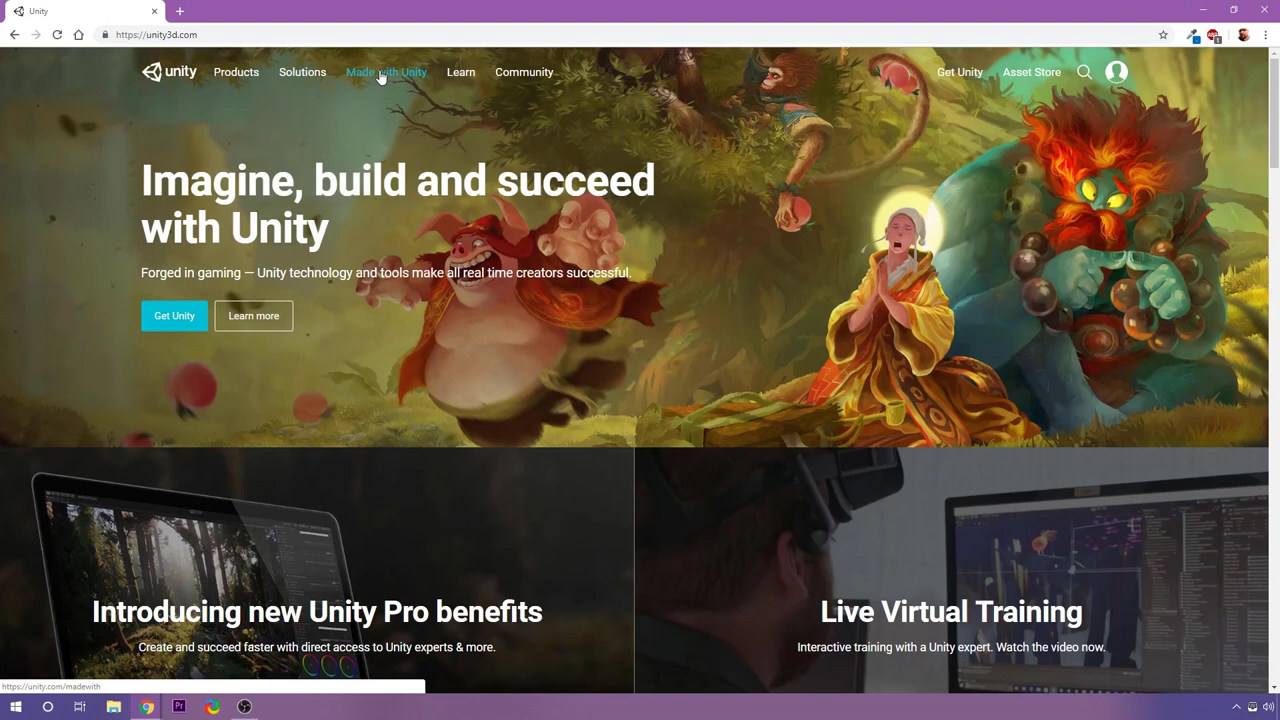 Unity
https://unity3d.com
1
unity
Products
Solutions
Made with Unity
Learn
Community
Get Unity
Asset Store
Imagine, build and succeed
with Unity
Forged in gaming — Unity technology and tools make all real time creators successful.
Get Unity
Learn more
Introducing new Unity Pro benefits
Create and succeed faster with direct access to Unity experts & more.
Live Virtual Training
Interactive training with a Unity expert. Watch the video now.
https://unity.com/madewith
Pr